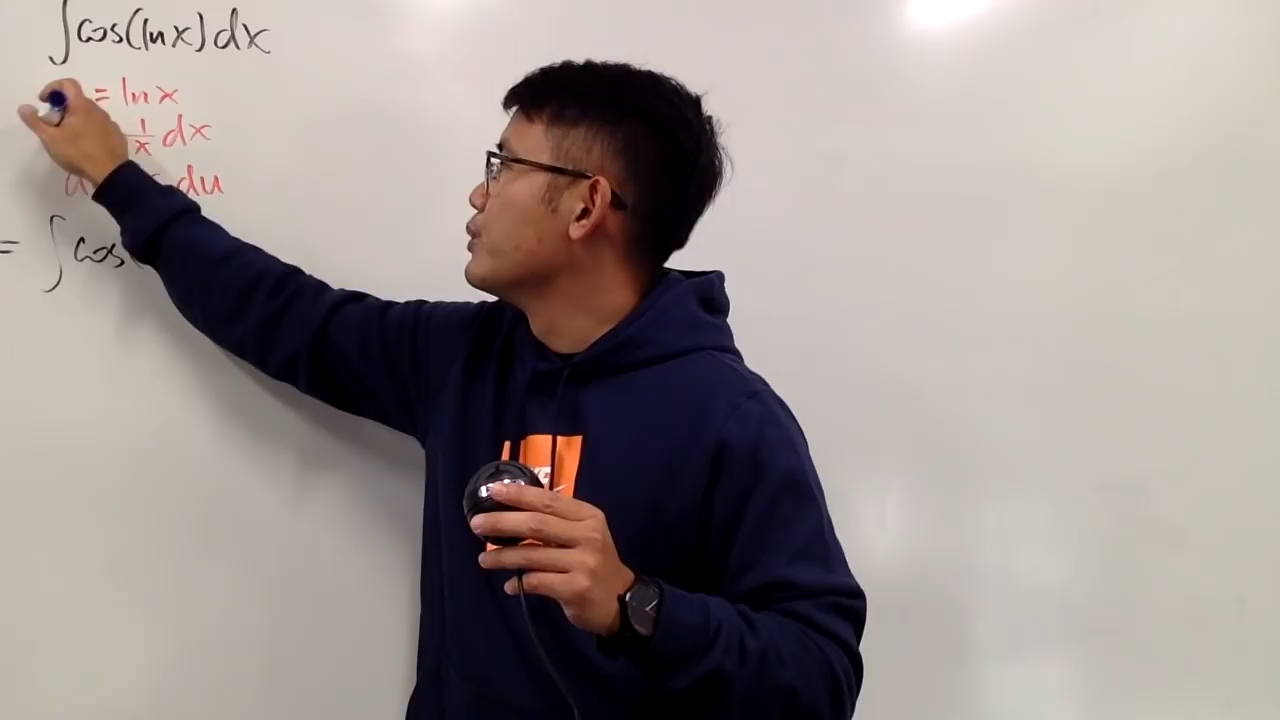 ∫cos(ln x) dx
= ln x
1/x dx
du
= ∫ cos(